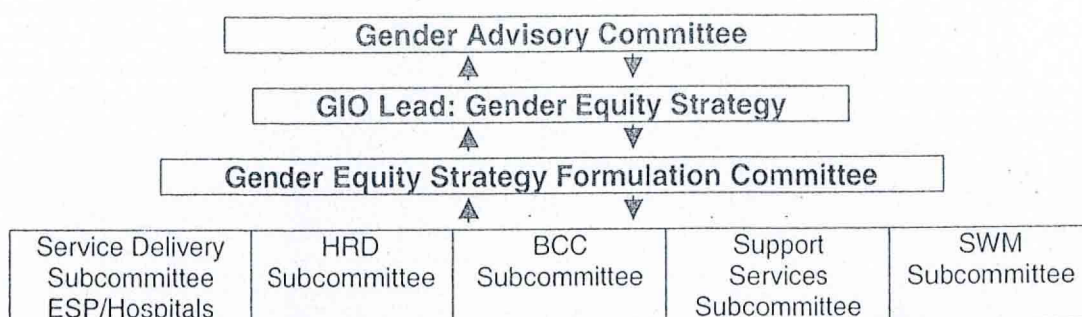 Gender Advisory Committee
GIO Lead: Gender Equity Strategy
Gender Equity Strategy Formulation Committee
Service Delivery
Subcommittee
ESP/Hospitals
HRD
Subcommittee
BCC
Subcommittee
Support
Services
Subcommittee
SWM
Subcommittee